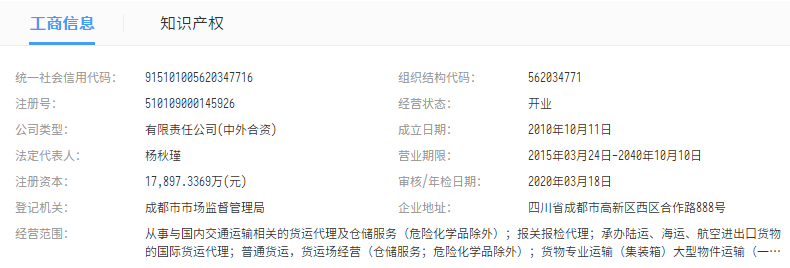 工商信息 知识产权
统一社会信用代码: 915101005620347716 组织结构代码: 562034771
注册号: 510109000145926 经营状态: 开业
公司类型: 有限责任公司(中外合资) 成立日期: 2010年10月11日
法定代表人: 杨秋瑾 营业期限: 2015年03月24日-2040年10月10日
注册资本: 17,897.3369万(元) 审核/年检日期: 2020年03月18日
登记机关: 成都市市场监督管理局 企业地址: 四川省成都市高新区西区合作路888号
经营范围: 从事与国内交通运输相关的货运代理及仓储服务（危险化学品除外）；报关报检代理；承办陆运、海运、航空进出口货物
的国际货运代理；普通货运，货运场经营（仓储服务；危险化学品除外）；货物专业运输（集装箱）大型物件运输（一…